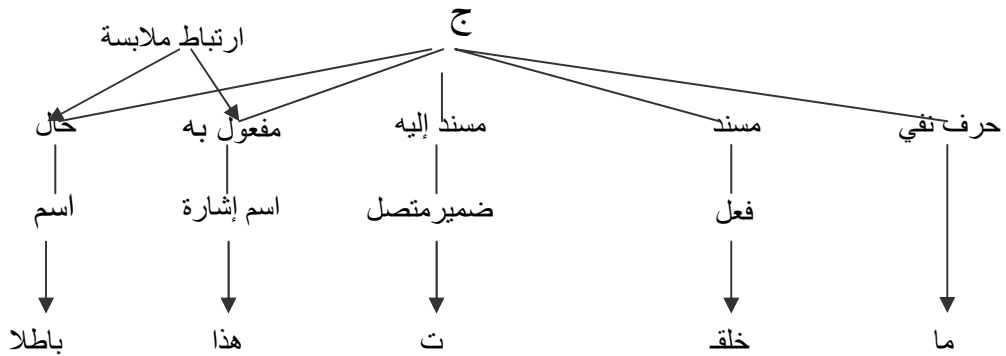 ج
ارتباط ملابسة
حرف نفي مسند مسند إليه مفعول به حال
فعل ضمير متصل اسم إشارة اسم
ما خلقـ ت هذا باطلا